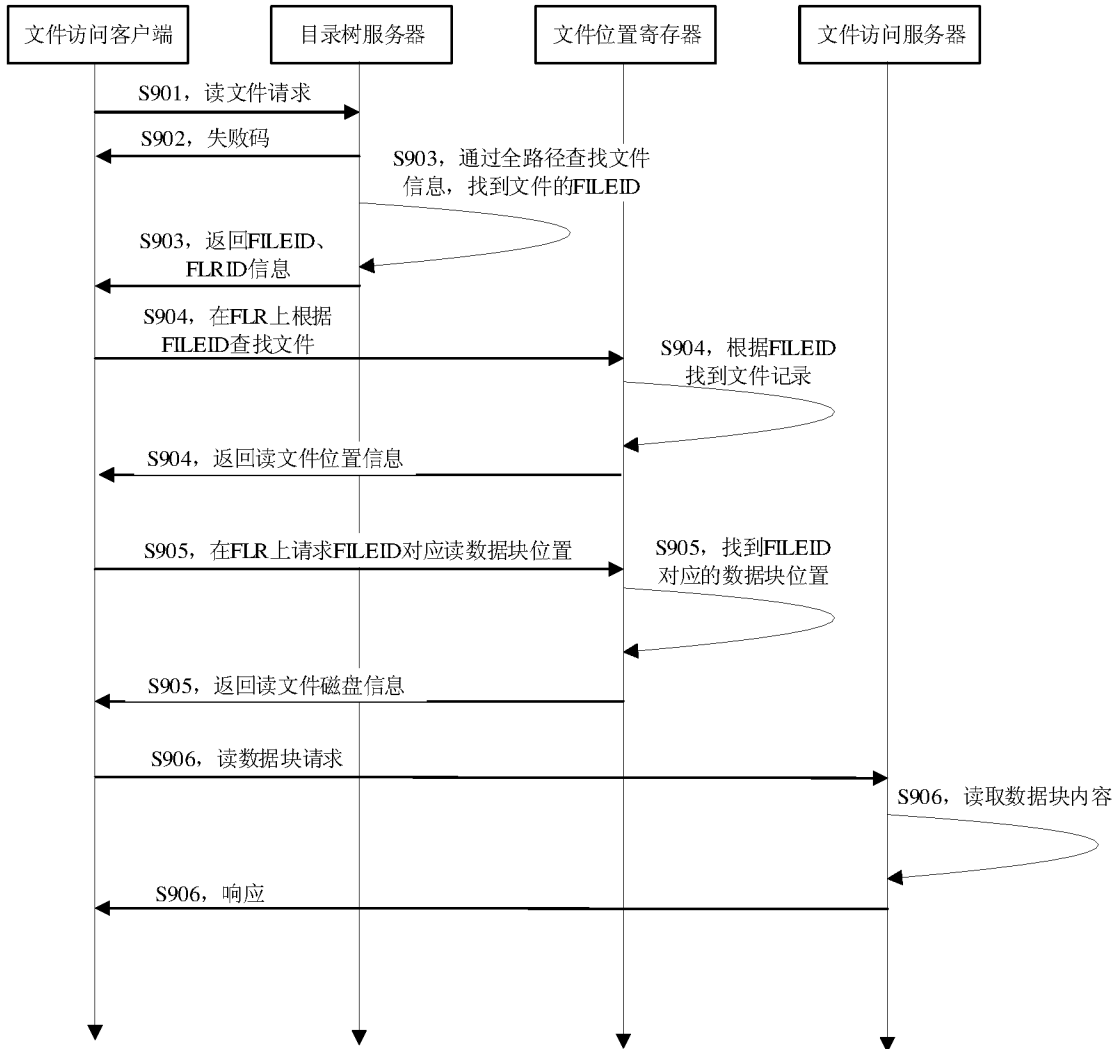 文件访问客户端
目录树服务器
文件位置寄存器
文件访问服务器
S901，读文件请求
S902，失败码
S903，通过全路径查找文件
信息，找到文件的FILEID
S903，返回FILEID、
FLRID信息
S904，在FLR上根据
FILEID查找文件
S904，根据FILEID
找到文件记录
S904，返回读文件位置信息
S905，在FLR上请求FILEID对应读数据块位置
S905，找到FILEID
对应的数据块位置
S905，返回读文件磁盘信息
S906，读数据块请求
S906，读取数据块内容
S906，响应